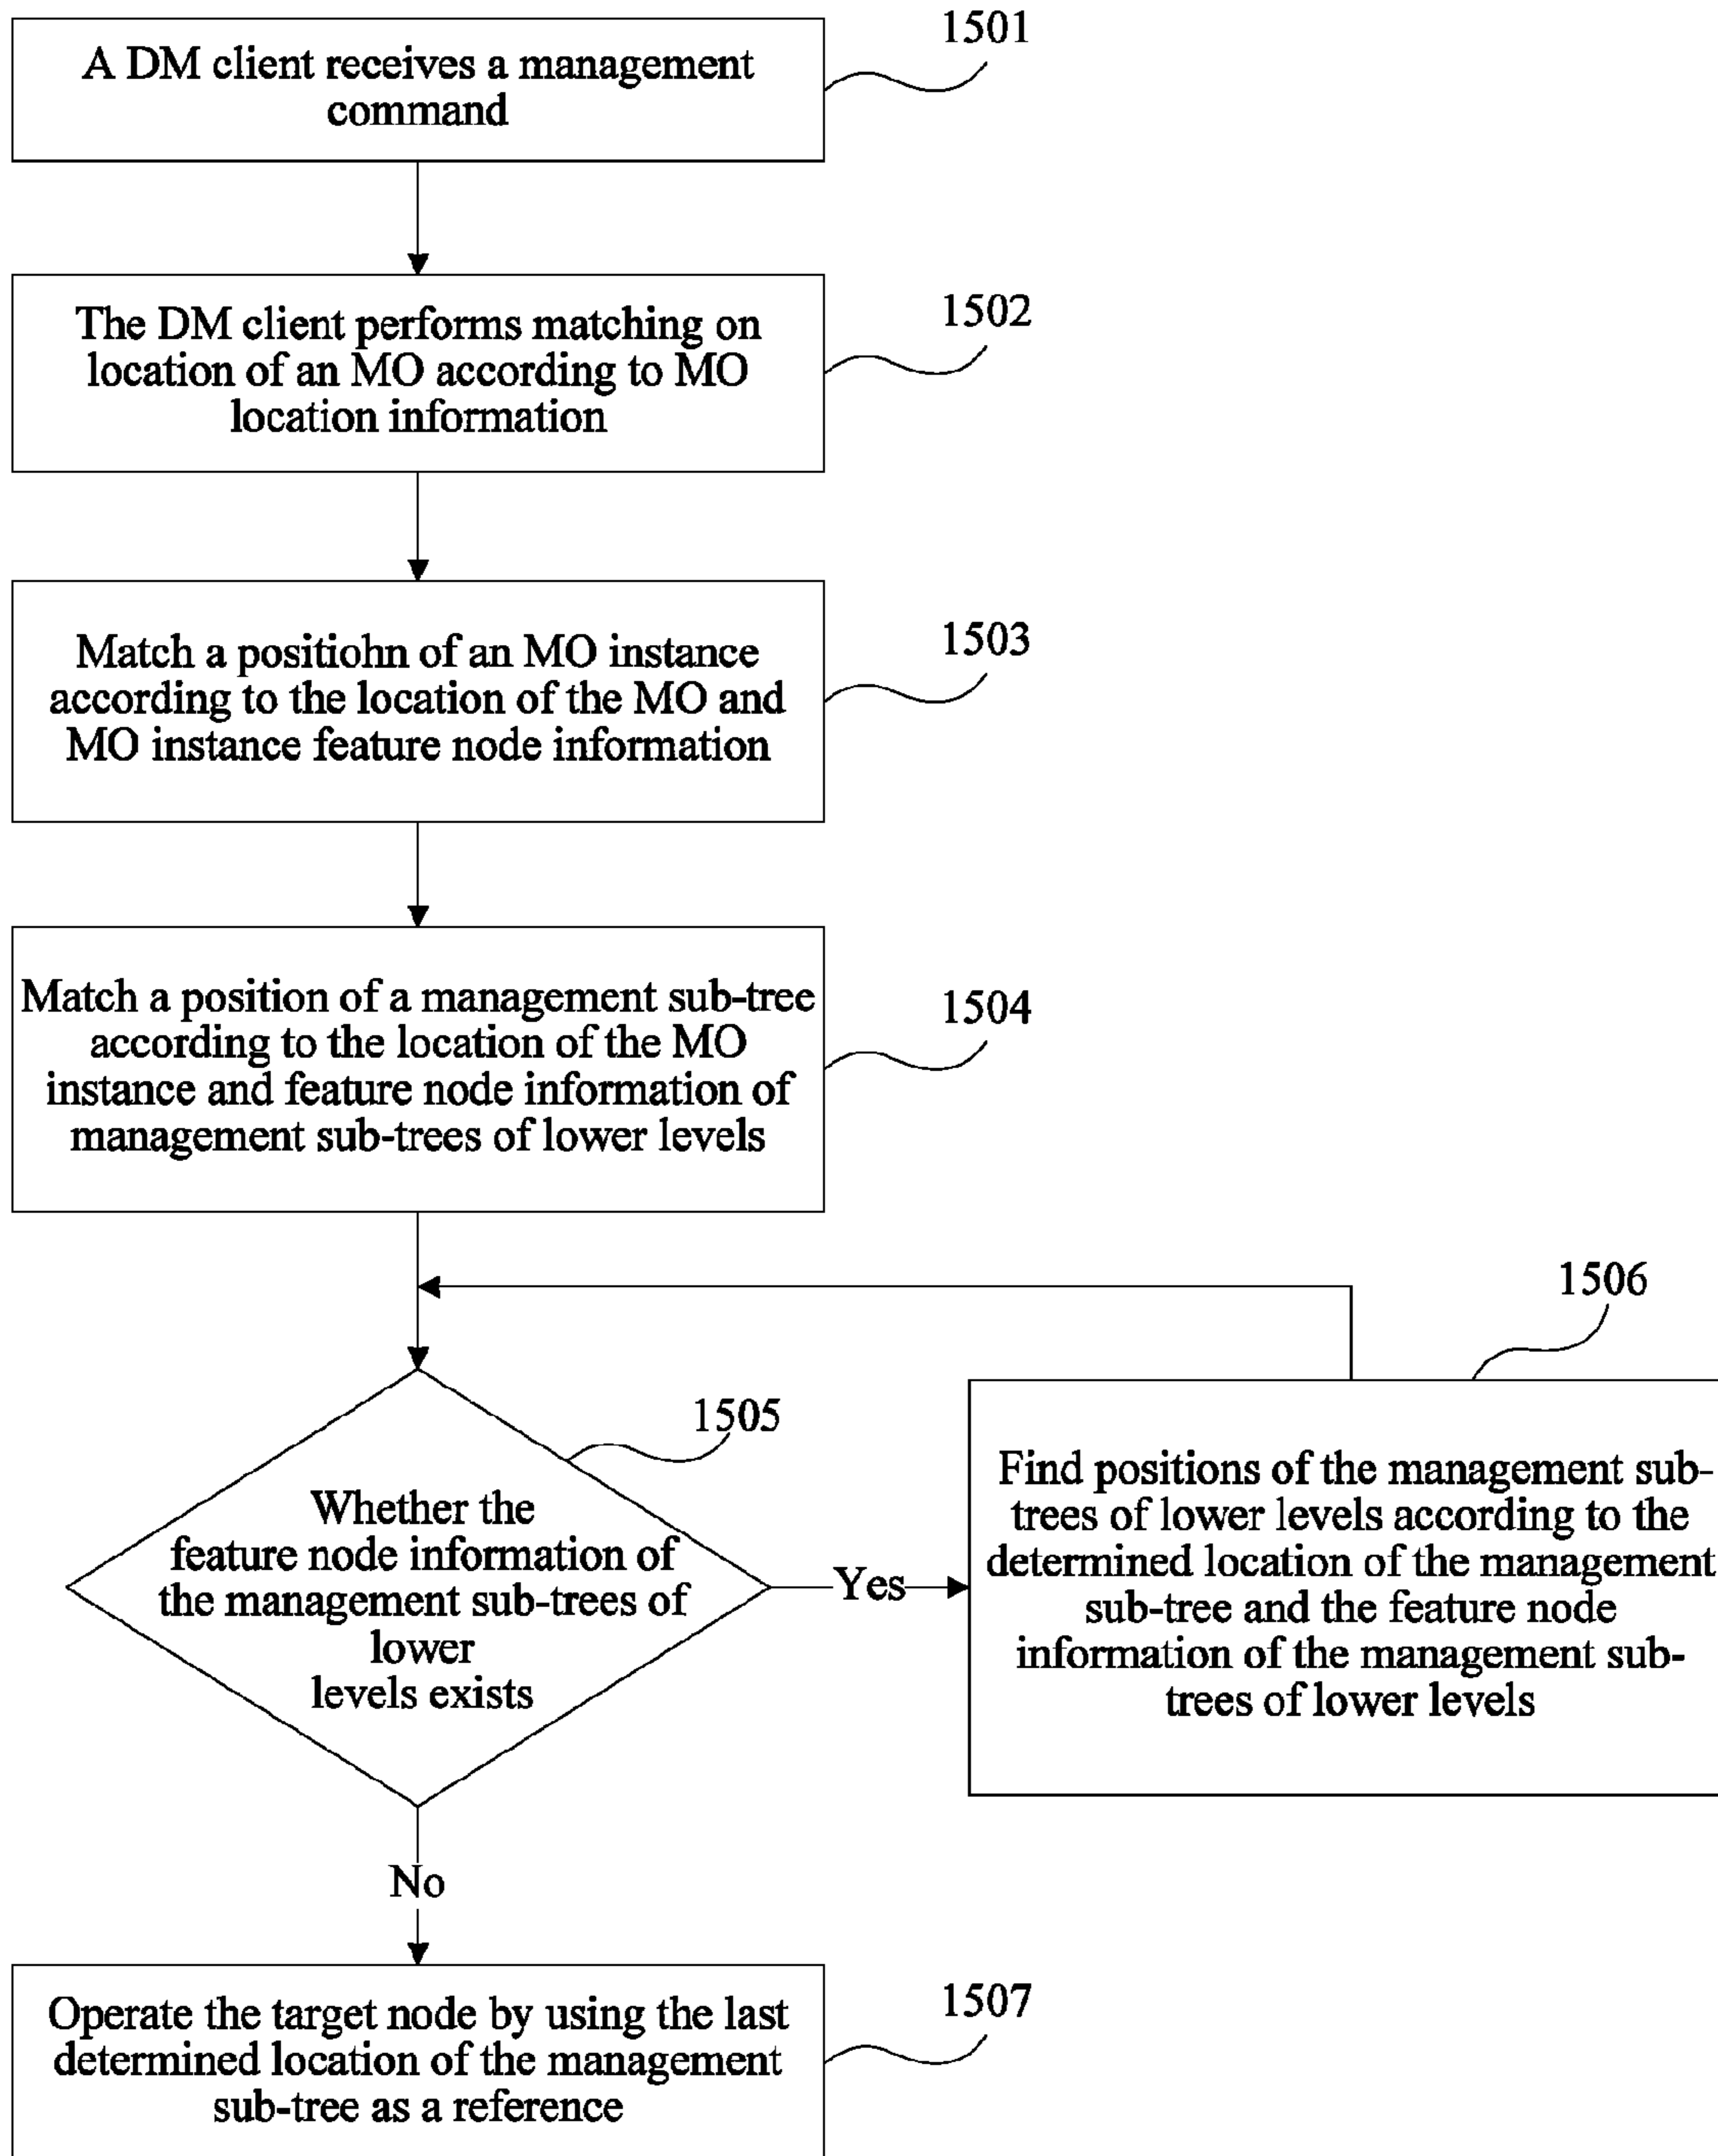 1501
A DM client receives a management
command
1502
The DM client performs matching on
location of an MO according to MO
location information
1503
Match a positiohn of an MO instance
according to the location of the MO and
MO instance feature node information
1504
Match a position of a management sub-tree
according to the location of the MO
instance and feature node information of
management sub-trees of lower levels
1505
Whether the
feature node information of
the management sub-trees of
lower
levels exists
Yes
1506
Find positions of the management sub-
trees of lower levels according to the
determined location of the management
sub-tree and the feature node
information of the management sub-
trees of lower levels
No
1507
Operate the target node by using the last
determined location of the management
sub-tree as a reference